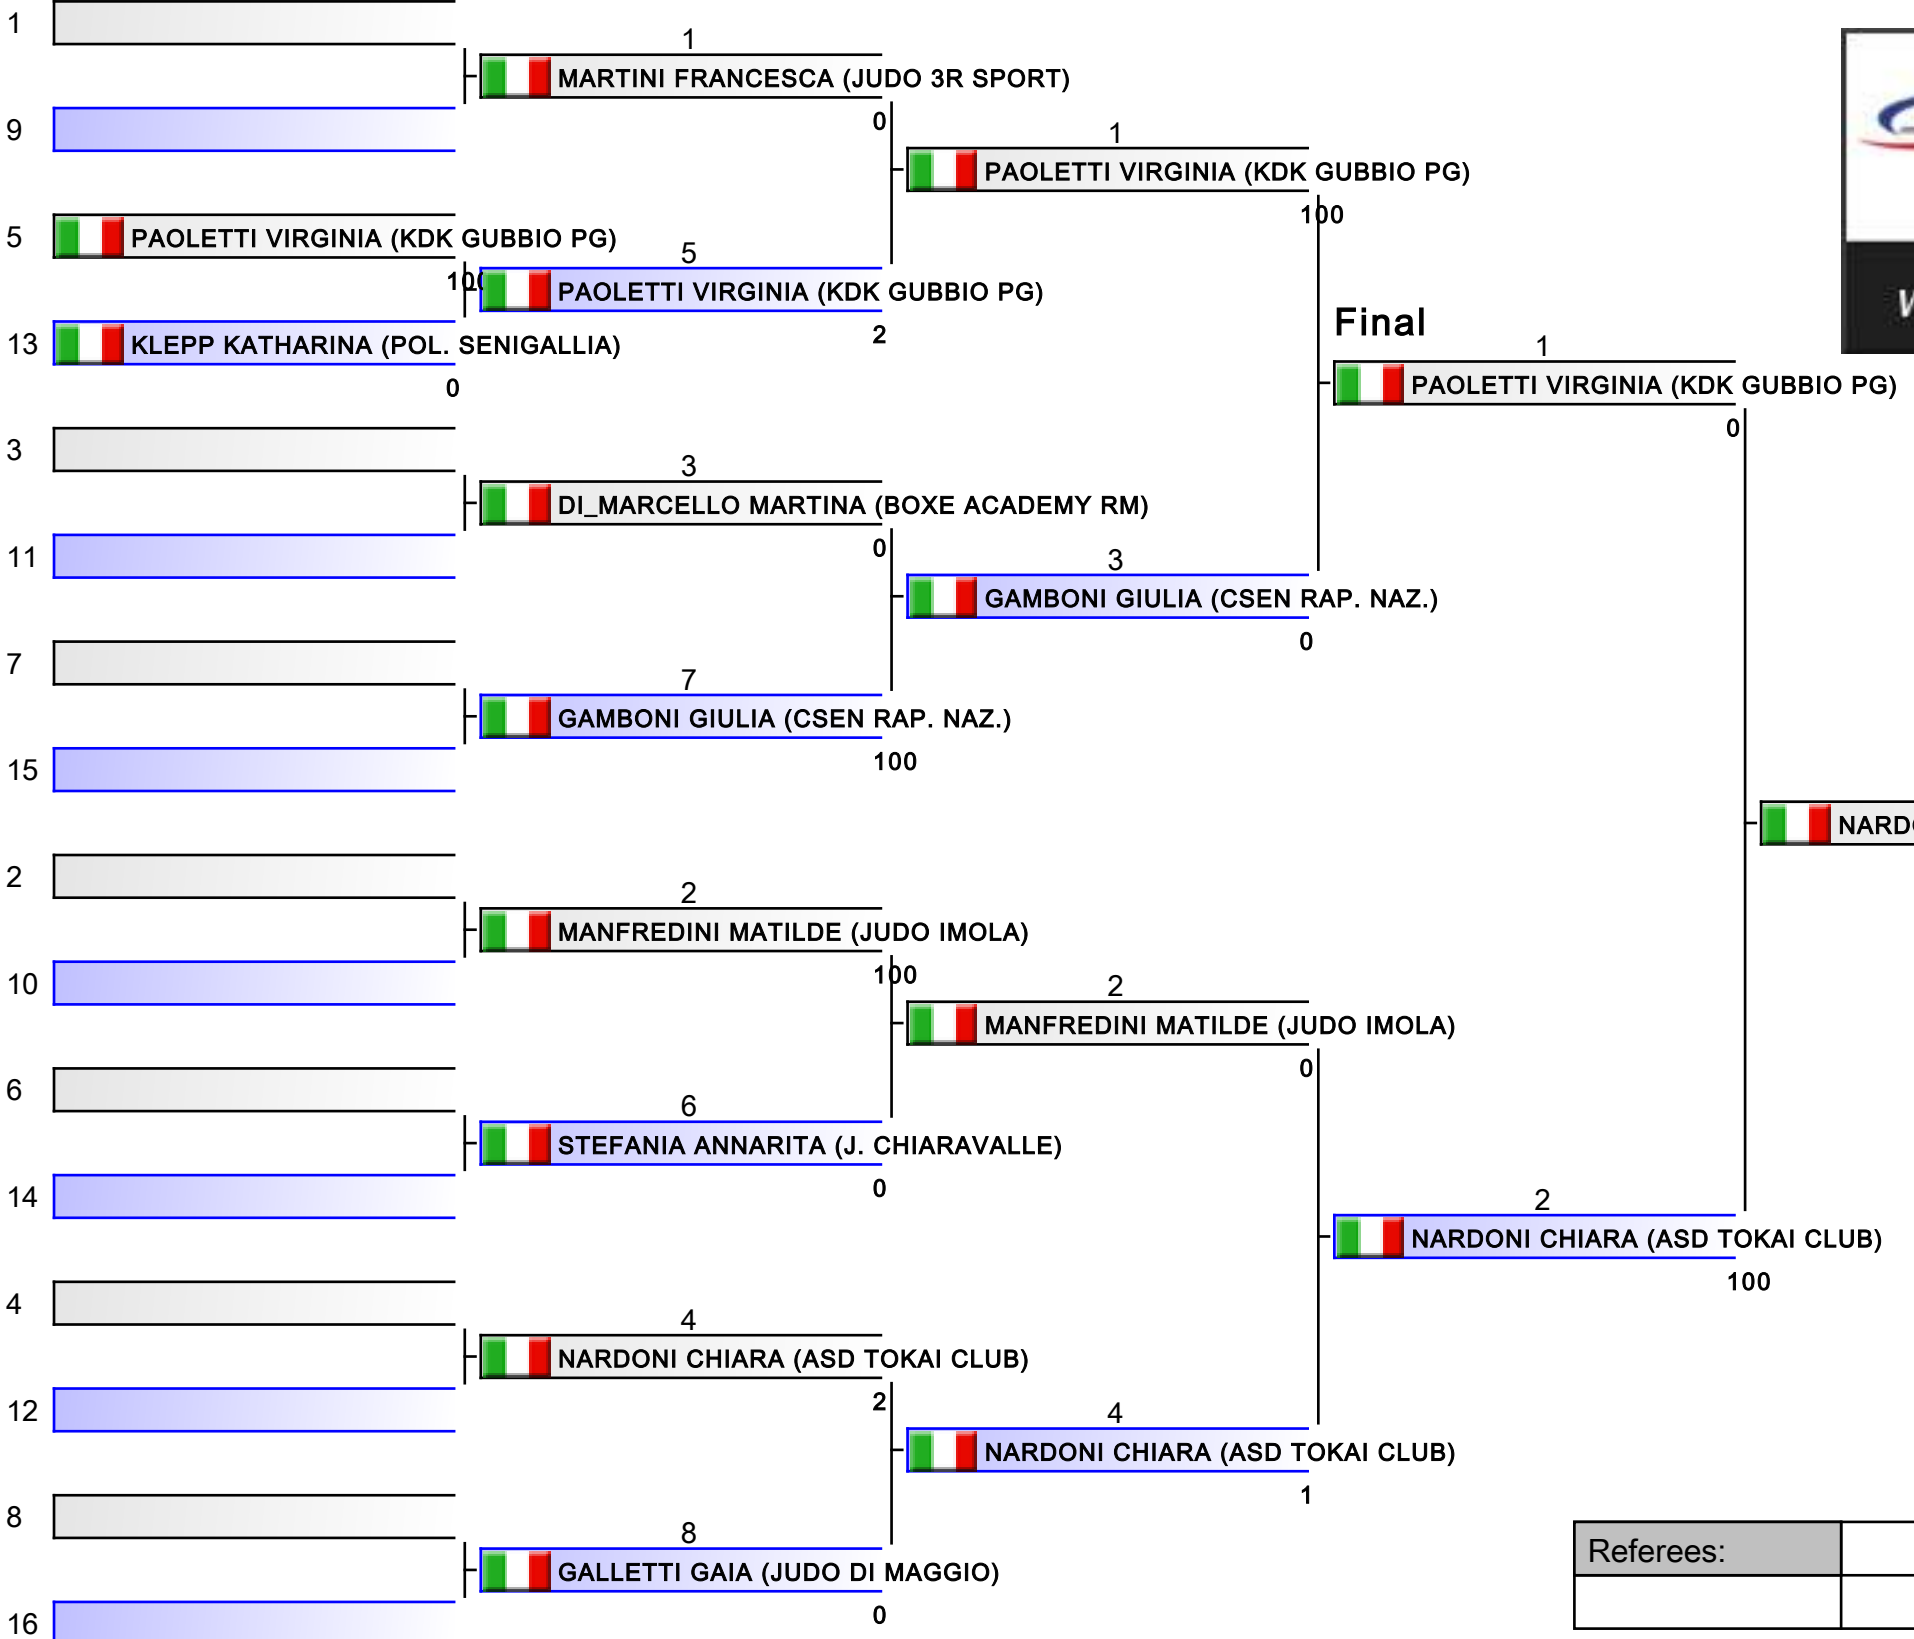 1
1
MARTINI FRANCESCA (JUDO 3R SPORT)
0
9
1
PAOLETTI VIRGINIA (KDK GUBBIO PG)
100
5
PAOLETTI VIRGINIA (KDK GUBBIO PG)
100
5
PAOLETTI VIRGINIA (KDK GUBBIO PG)
2
13
KLEPP KATHARINA (POL. SENIGALLIA)
0
Final
1
PAOLETTI VIRGINIA (KDK GUBBIO PG)
0
3
3
DI_MARCELLO MARTINA (BOXE ACADEMY RM)
0
11
3
GAMBONI GIULIA (CSEN RAP. NAZ.)
0
7
7
GAMBONI GIULIA (CSEN RAP. NAZ.)
100
15
2
2
MANFREDINI MATILDE (JUDO IMOLA)
100
10
2
MANFREDINI MATILDE (JUDO IMOLA)
0
6
6
STEFANIA ANNARITA (J. CHIARAVALLE)
0
14
2
NARDONI CHIARA (ASD TOKAI CLUB)
100
4
4
NARDONI CHIARA (ASD TOKAI CLUB)
2
12
4
NARDONI CHIARA (ASD TOKAI CLUB)
1
8
8
GALLETTI GAIA (JUDO DI MAGGIO)
0
16
Referees: